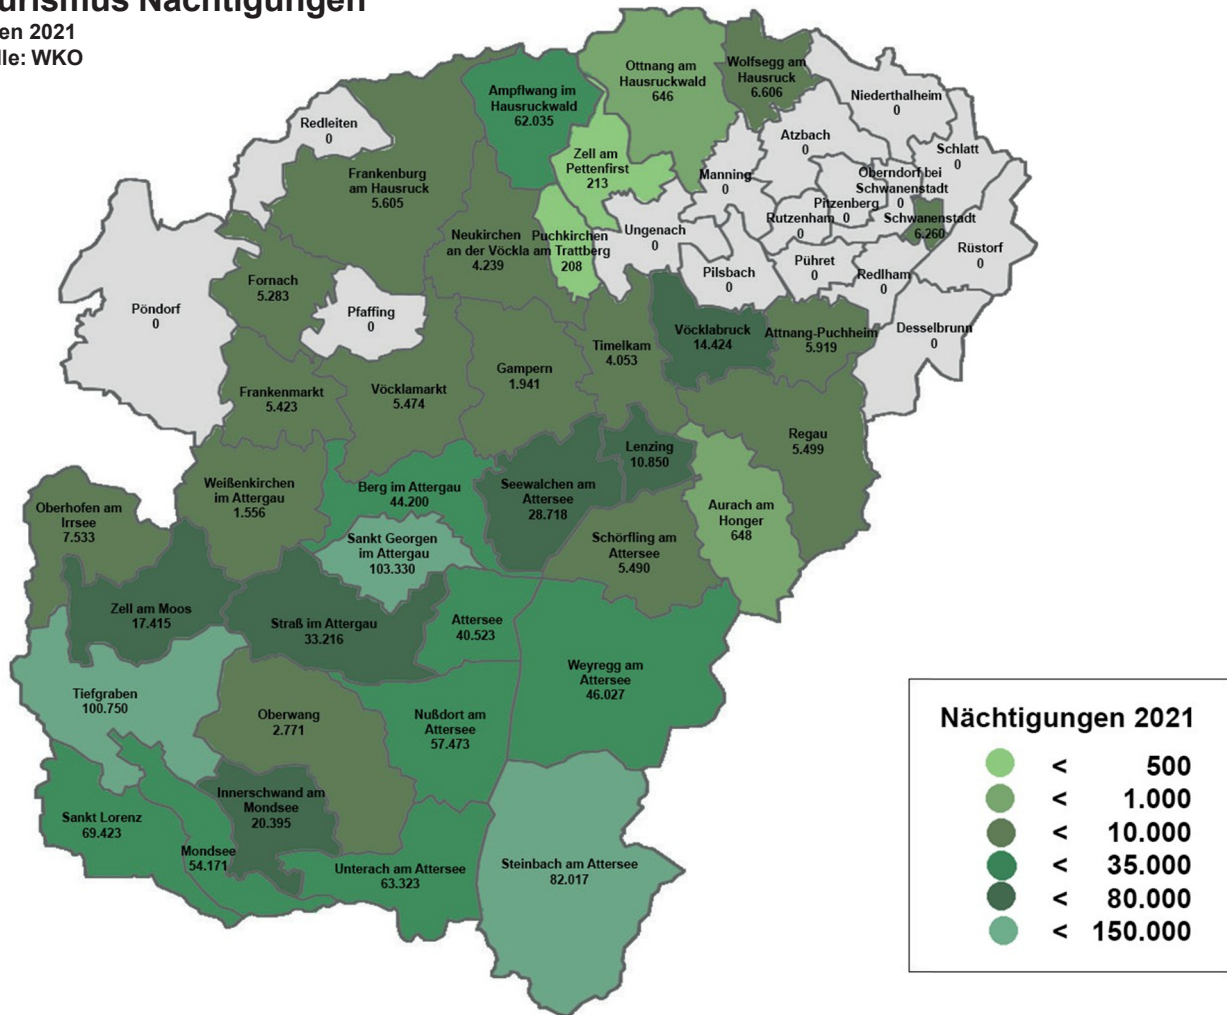 Nächtigungen
2021
WKO
Ottnang am
Hausruckwald
646
Wolfsegg am
Hausruck
6.606
Ampflwang im
Hausruckwald
62.035
Niederthalheim
0
Redleiten
0
Atzbach
0
Schlatt
0
Zell am
Pettenfirst
213
Frankenburg
am Hausruck
5.605
Manning
0
Oberndorf bei
Schwanenstadt
0
Pitzenberg
0
Rutzenham
0
Schwanenstadt
6.260
Ungenach
0
Neukirchen
an der Vöckla
4.239
Puchkirchen
am Trattberg
208
Rüstorf
0
Pühret
0
Redlham
0
Pilsbach
0
Fornach
5.283
Pöndorf
0
Pfaffing
0
Vöcklabruck
14.424
Attnang-Puchheim
5.919
Desselbrunn
0
Timelkam
4.053
Gampern
1.941
Frankenmarkt
5.423
Vöcklamarkt
5.474
Regau
5.499
Lenzing
10.850
Weißenkirchen
im Attergau
1.556
Berg im Attergau
44.200
Seewalchen am
Attersee
28.718
Aurach am
Honger
648
Oberhofen am
Irrsee
7.533
Sankt Georgen
im Attergau
103.330
Schörfling am
Attersee
5.490
Zell am Moos
17.415
Straß im Attergau
33.216
Attersee
40.523
Weyregg am
Attersee
46.027
Tiefgraben
100.750
Oberwang
2.771
Nußdort am
Attersee
57.473
Innerschwand am
Mondsee
20.395
Sankt Lorenz
69.423
Mondsee
54.171
Unterach am Attersee
63.323
Steinbach am Attersee
82.017
Nächtigungen 2021
< 500
< 1.000
< 10.000
< 35.000
< 80.000
< 150.000